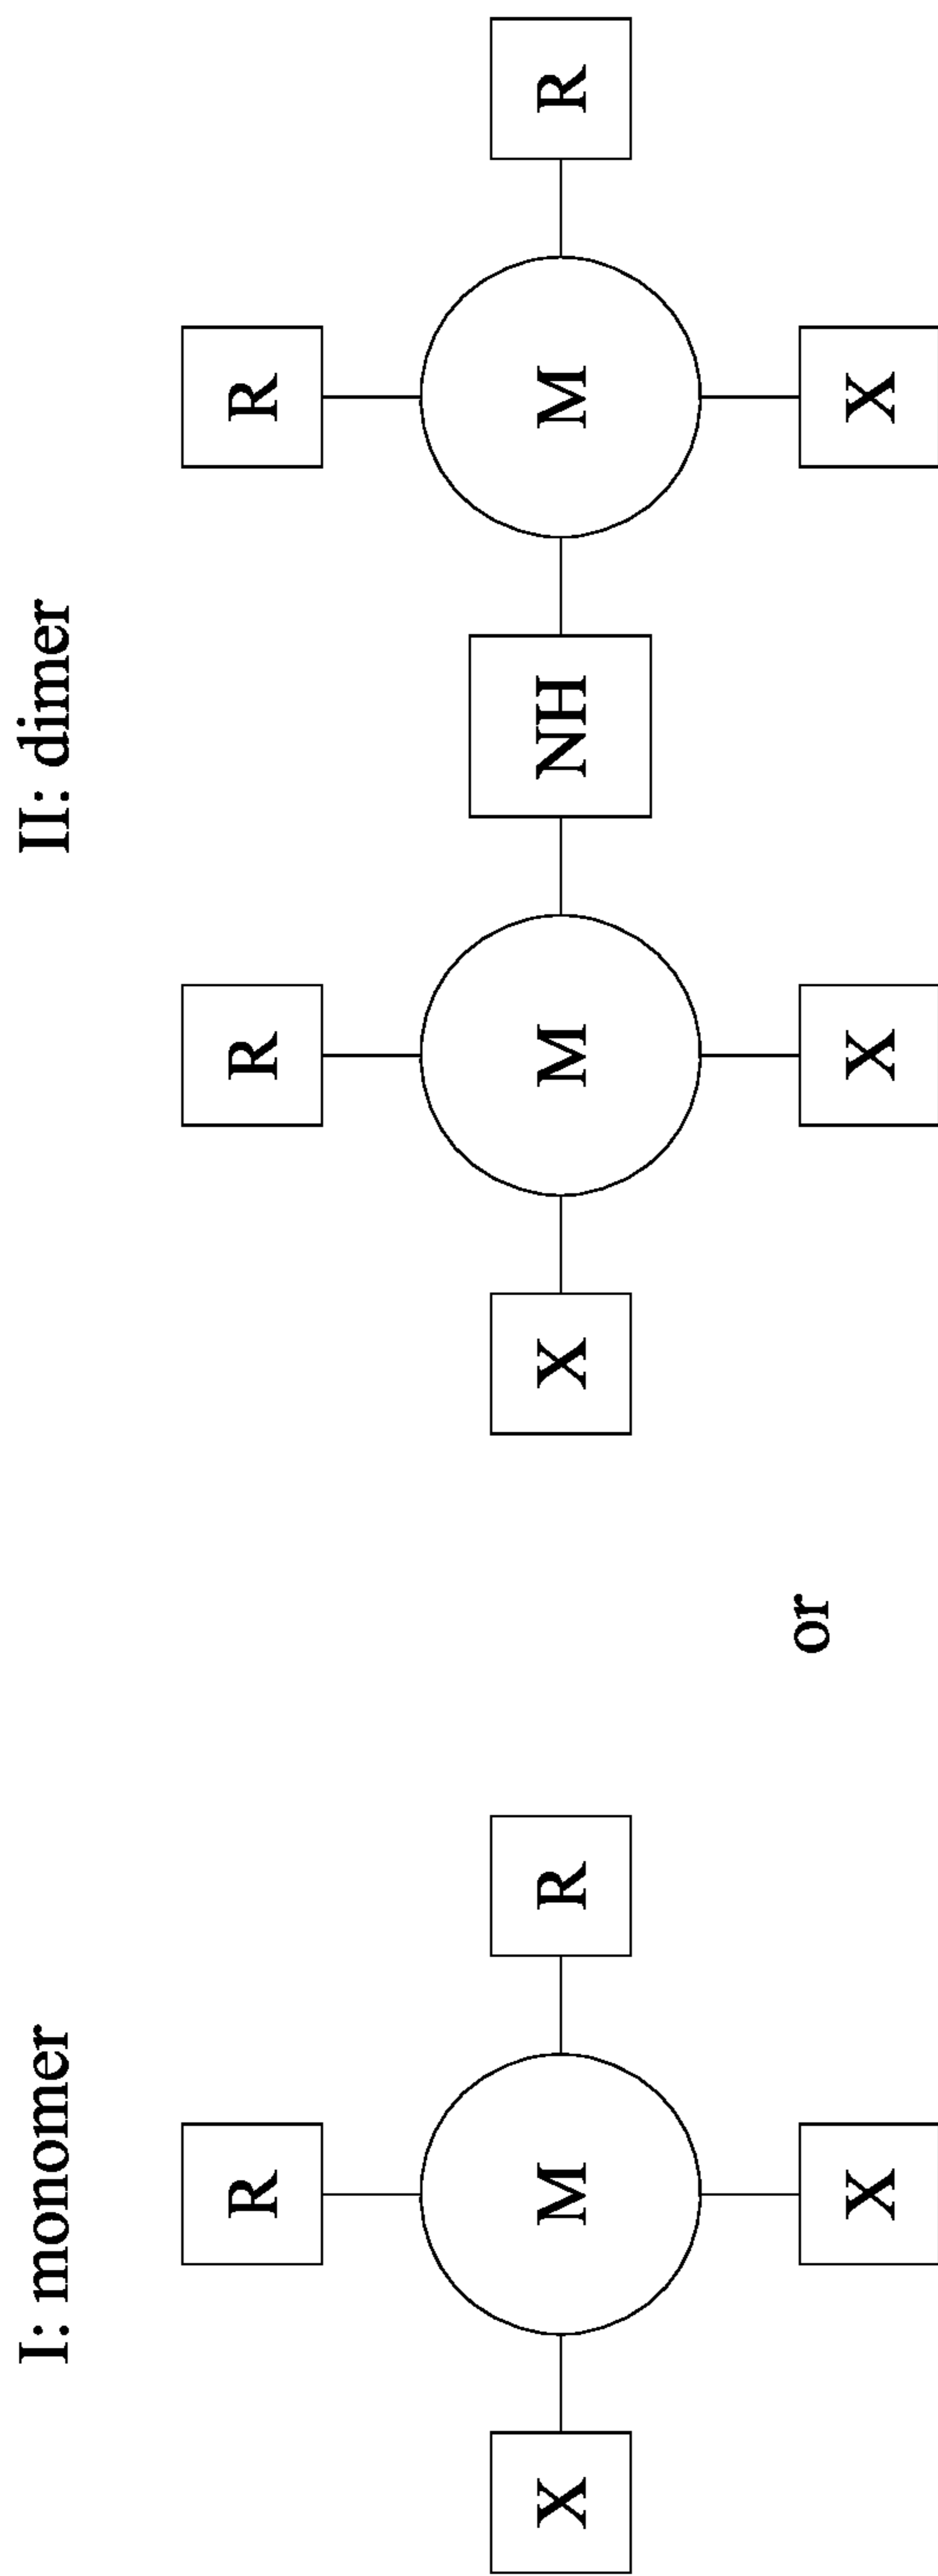 I: monomer
R
X M R
X
or
II: dimer
R R
X M NH M R
X X